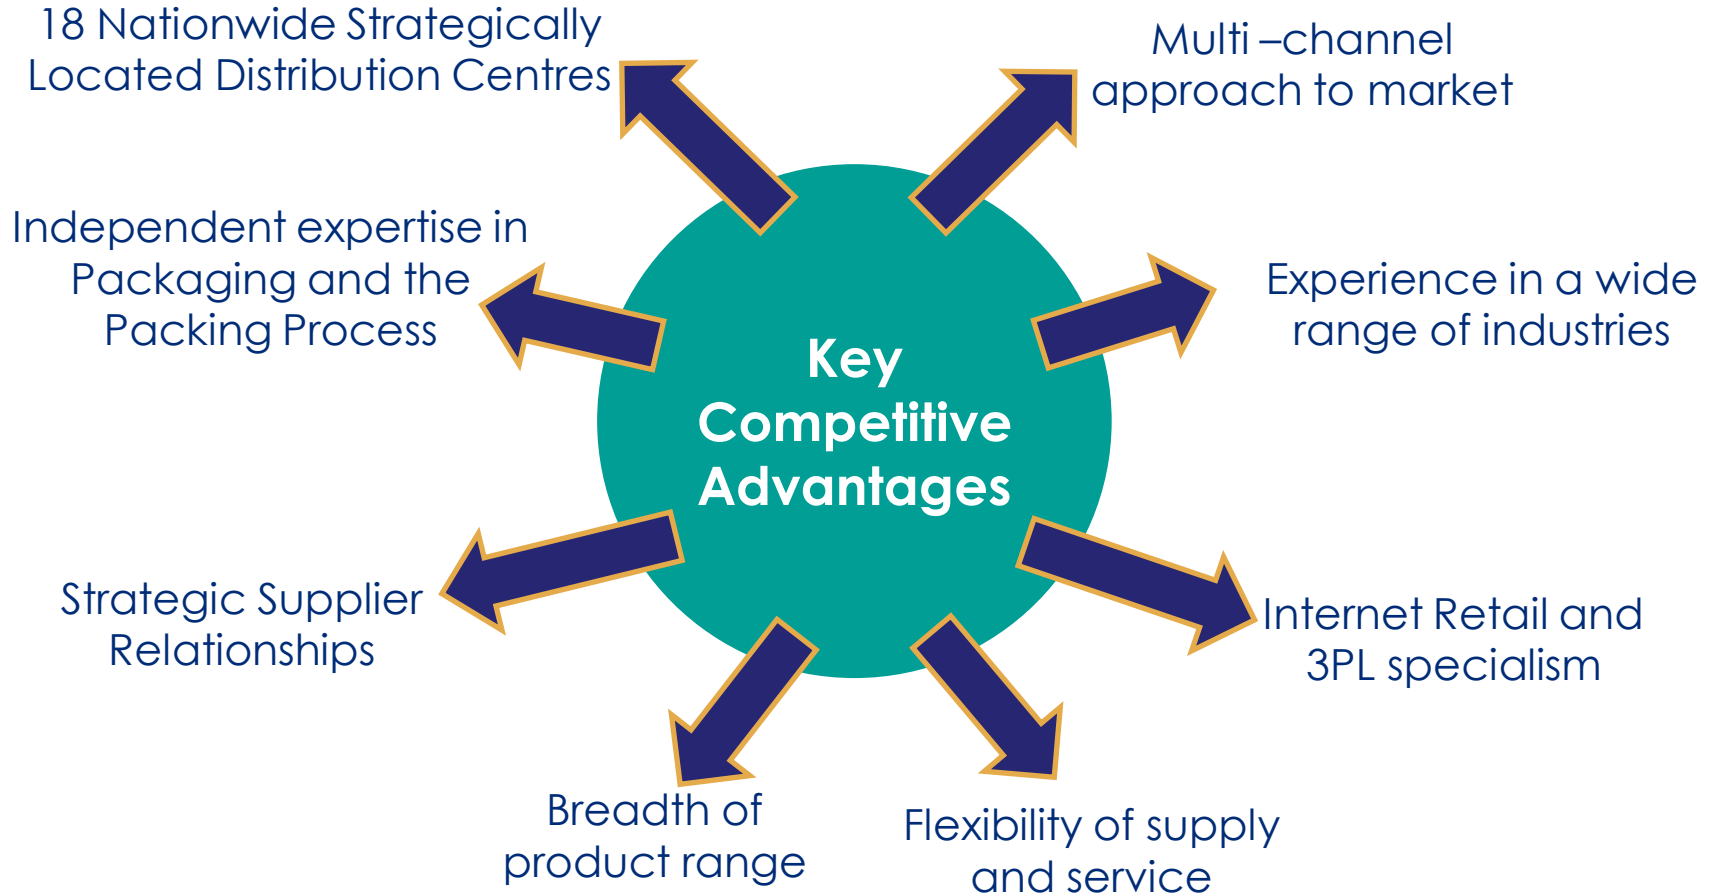 18 Nationwide Strategically
Located Distribution Centres
Multi –channel
approach to market
Independent expertise in
Packaging and the
Packing Process
Experience in a wide
range of industries
Key
Competitive
Advantages
Strategic Supplier
Relationships
Internet Retail and
3PL specialism
Breadth of
product range
Flexibility of supply
and service